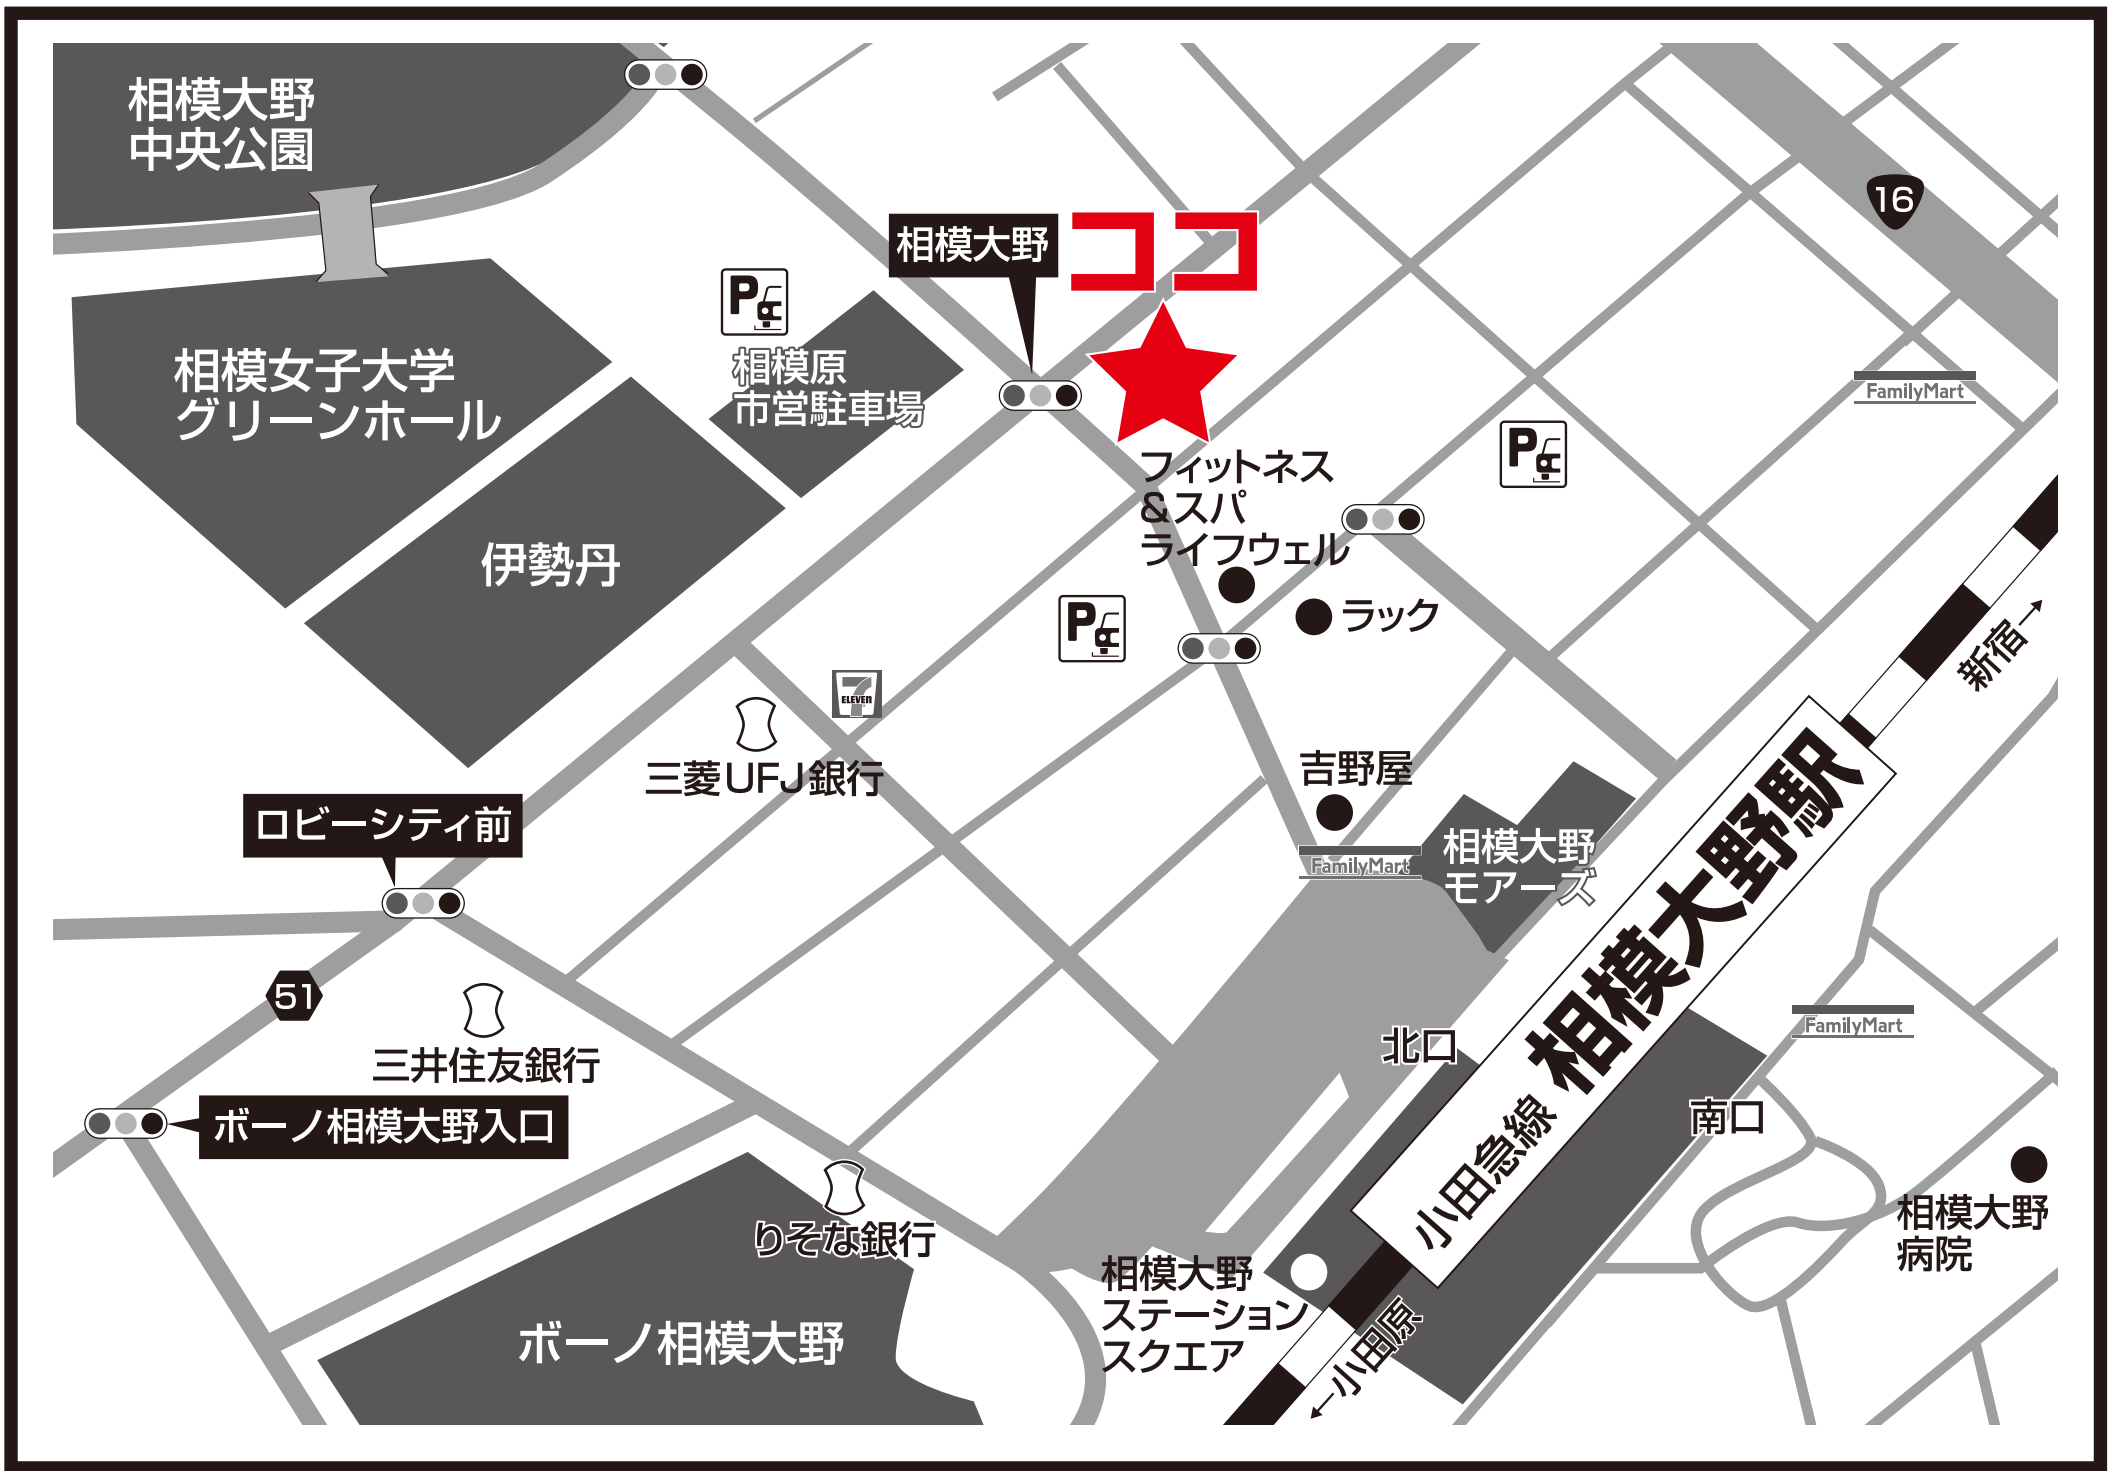 相模大野
中央公園
16
相模大野
ココ
P
相模原
市営駐車場
相模女子大学
グリーンホール
FamilyMart
P
フィットネス
&スパ
ライフウェル
伊勢丹
P
ラック
新宿→
7
ELEVEN
三菱UFJ銀行
吉野屋
ロビーシティ前
相模大野
モアーズ
FamilyMart
小田急線 相模大野駅
51
三井住友銀行
北口
FamilyMart
南口
ボーノ相模大野入口
りそな銀行
相模大野
病院
相模大野
ステーション
スクエア
ボーノ相模大野
←小田原